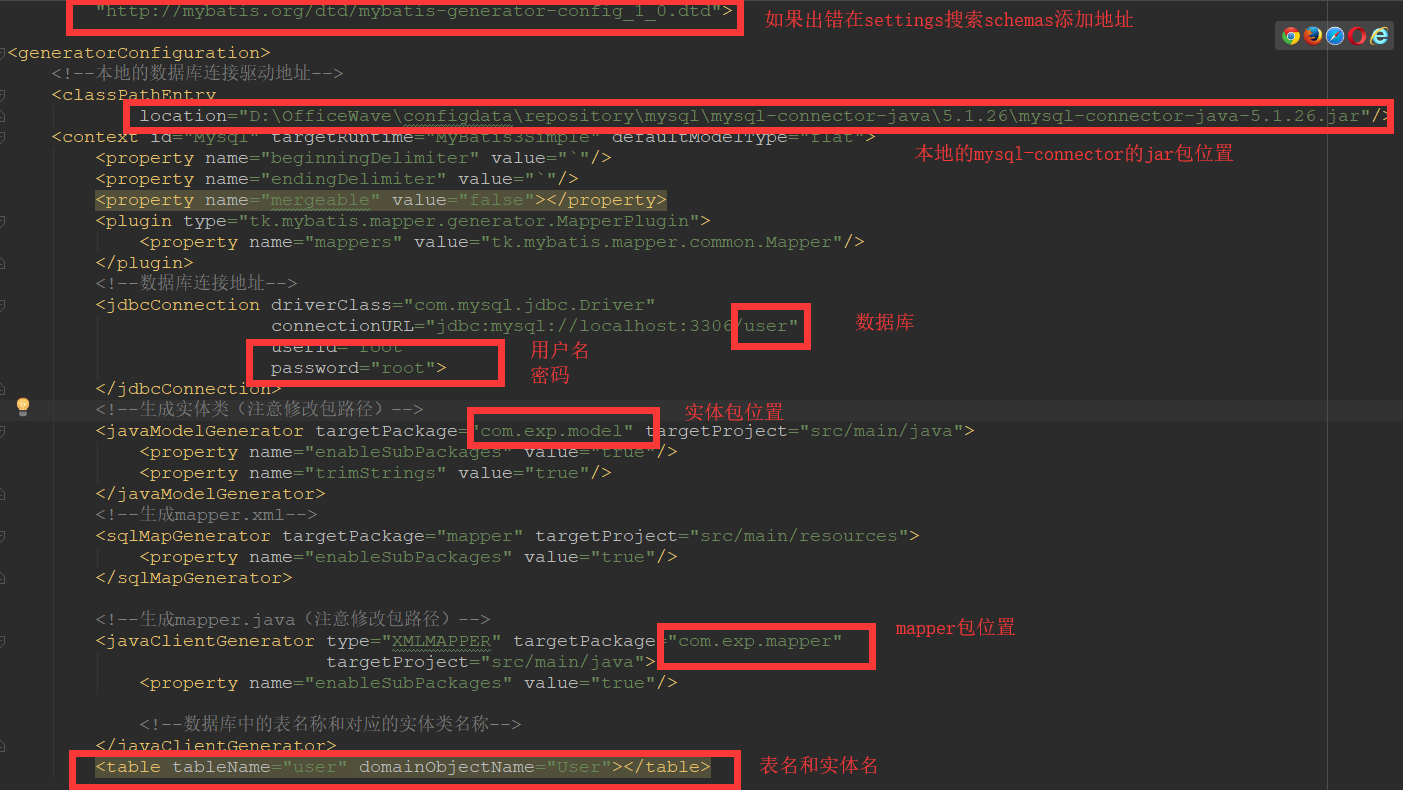 "http://mybatis.org/dtd/mybatis-generator-config_1_0.dtd">
如果出错在settings搜索schemas添加地址
<generatorConfiguration>
<!--本地的数据库连接驱动地址-->
<classPathEntry
location="D:\OfficeWave\configdata\repository\mysql\mysql-connector-java\5.1.26\mysql-connector-java-5.1.26.jar"/>
<context id="Mysql" targetRuntime="MyBatis3Simple" defaultModelType="flat">
本地的mysql-connector的jar包位置
<property name="beginningDelimiter" value="`"/>
<property name="endingDelimiter" value="`"/>
<property name="mergeable" value="false"></property>
<plugin type="tk.mybatis.mapper.generator.MapperPlugin">
<property name="mappers" value="tk.mybatis.mapper.common.Mapper"/>
</plugin>
<!--数据库连接地址-->
<jdbcConnection driverClass="com.mysql.jdbc.Driver"
connectionURL="jdbc:mysql://localhost:3306/user"
数据库
userId="root"
用户名
password="root">
密码
</jdbcConnection>
<!--生成实体类（注意修改包路径）-->
实体包位置
<javaModelGenerator targetPackage="com.exp.model" targetProject="src/main/java">
<property name="enableSubPackages" value="true"/>
<property name="trimStrings" value="true"/>
</javaModelGenerator>
<!--生成mapper.xml-->
<sqlMapGenerator targetPackage="mapper" targetProject="src/main/resources">
<property name="enableSubPackages" value="true"/>
</sqlMapGenerator>
<!--生成mapper.java（注意修改包路径）-->
<javaClientGenerator type="XMLMAPPER" targetPackage="com.exp.mapper"
mapper包位置
targetProject="src/main/java">
<property name="enableSubPackages" value="true"/>
<!--数据库中的表名称和对应的实体类名称-->
</javaClientGenerator>
<table tableName="user" domainObjectName="User"></table>
表名和实体名